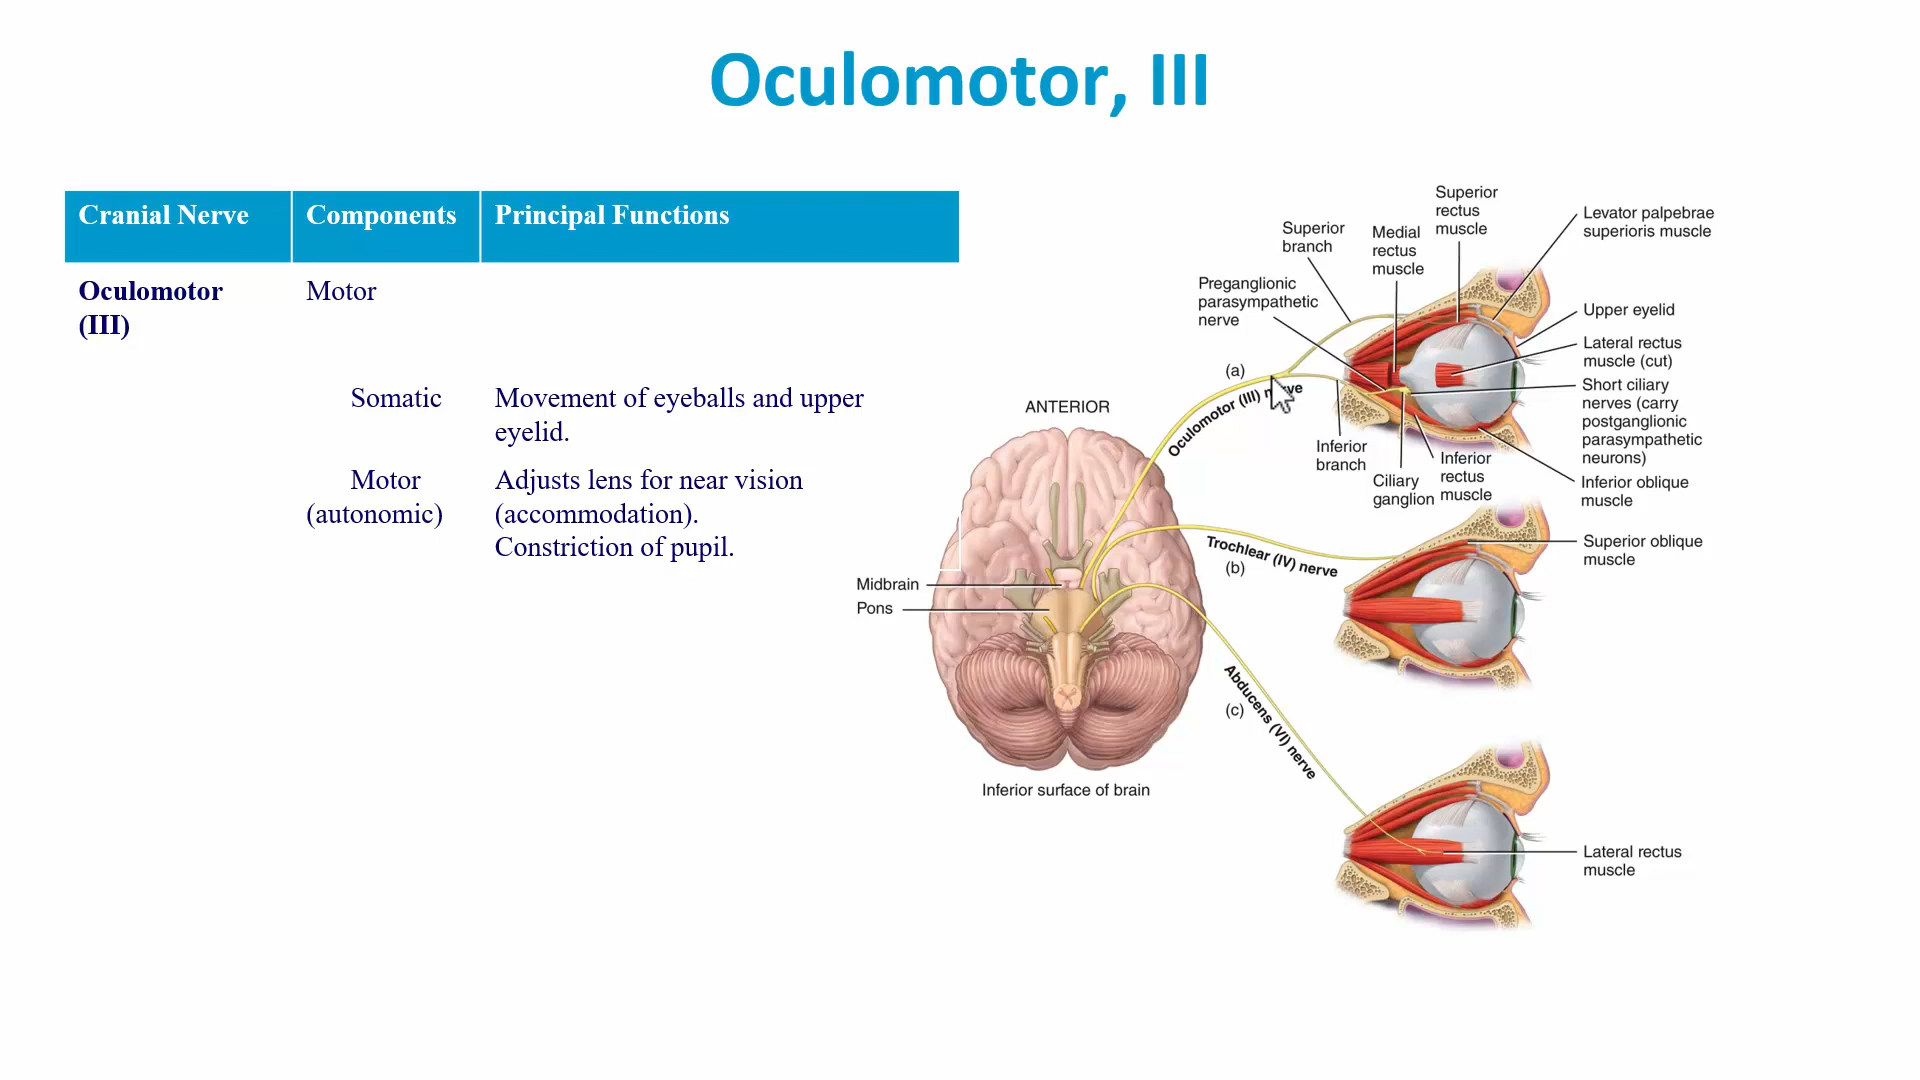 Oculomotor, III
Cranial Nerve
Components
Principal Functions
Oculomotor
(III)
Motor
Somatic
Movement of eyeballs and upper
eyelid.
Motor
(autonomic)
Adjusts lens for near vision
(accommodation).
Constriction of pupil.
Superior
rectus
muscle
Levator palpebrae
superioris muscle
Superior
branch
Medial
rectus
muscle
Preganglionic
parasympathetic
nerve
Upper eyelid
Lateral rectus
muscle (cut)
(a)
Oculomotor (III) nerve
Short ciliary
nerves (carry
postganglionic
parasympathetic
neurons)
ANTERIOR
Inferior
branch
Ciliary
ganglion
Inferior
rectus
muscle
Inferior oblique
muscle
Trochlear (IV) nerve
(b)
Superior oblique
muscle
Midbrain
Pons
Abducens (VI) nerve
(c)
Inferior surface of brain
Lateral rectus
muscle